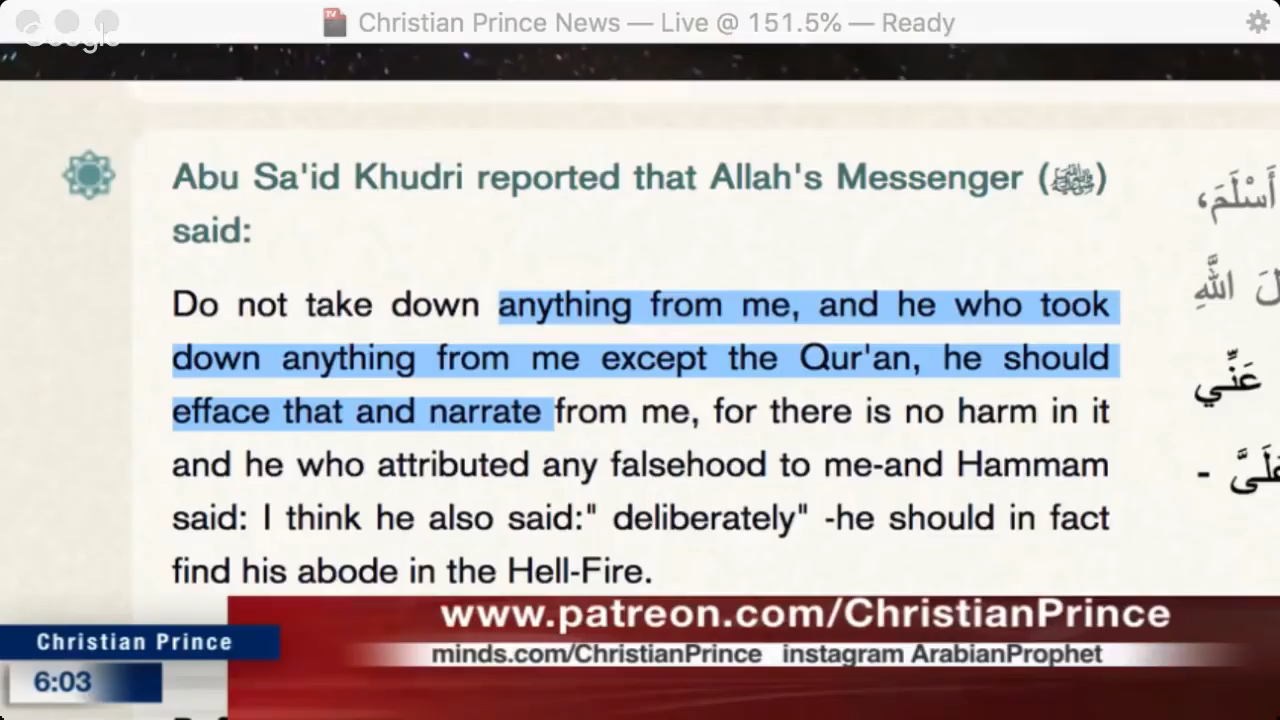 Christian Prince News — Live @ 151.5% — Ready
Google
Abu Sa'id Khudri reported that Allah's Messenger (ﷺ)
said:
Do not take down anything from me, and he who took
down anything from me except the Qur'an, he should
efface that and narrate from me, for there is no harm in it
and he who attributed any falsehood to me-and Hammam
said: I think he also said:" deliberately" -he should in fact
find his abode in the Hell-Fire.
أَسْلَمَ،
اللَّهِ
عَنِّي
www.patreon.com/ChristianPrince
Christian Prince
minds.com/ChristianPrince instagram ArabianProphet
6:03